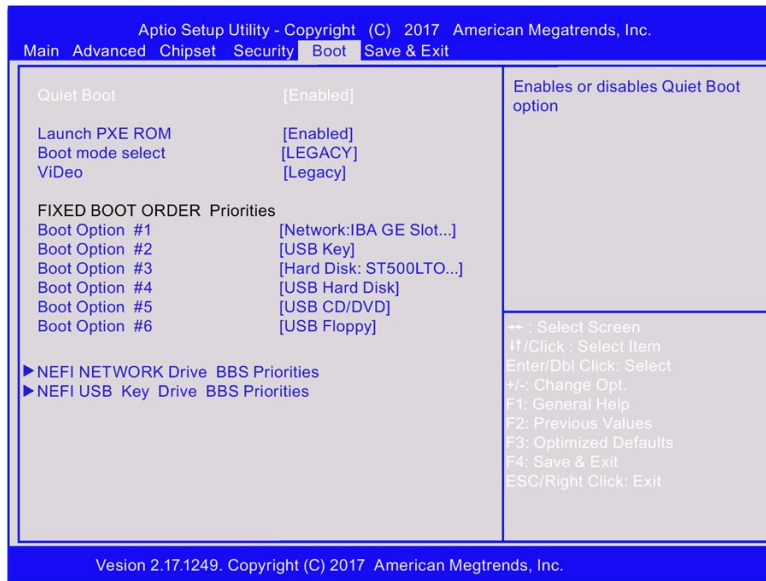 Aptio Setup Utility - Copyright (C) 2017 American Megatrends, Inc.
Main Advanced Chipset Security Boot Save & Exit
Quiet Boot [Enabled]
Launch PXE ROM [Enabled]
Boot mode select [LEGACY]
ViDeo [Legacy]
FIXED BOOT ORDER Priorities
Boot Option #1 [Network:IBA GE Slot...]
Boot Option #2 [USB Key]
Boot Option #3 [Hard Disk: ST500LTO...]
Boot Option #4 [USB Hard Disk]
Boot Option #5 [USB CD/DVD]
Boot Option #6 [USB Floppy]
▶NEFI NETWORK Drive BBS Priorities
▶NEFI USB Key Drive BBS Priorities
Enables or disables Quiet Boot
option
↔ : Select Screen
↓↑/Click : Select Item
Enter/Dbl Click: Select
+/-: Change Opt.
F1: General Help
F2: Previous Values
F3: Optimized Defaults
F4: Save & Exit
ESC/Right Click: Exit
Vesion 2.17.1249. Copyright (C) 2017 American Megtrends, Inc.